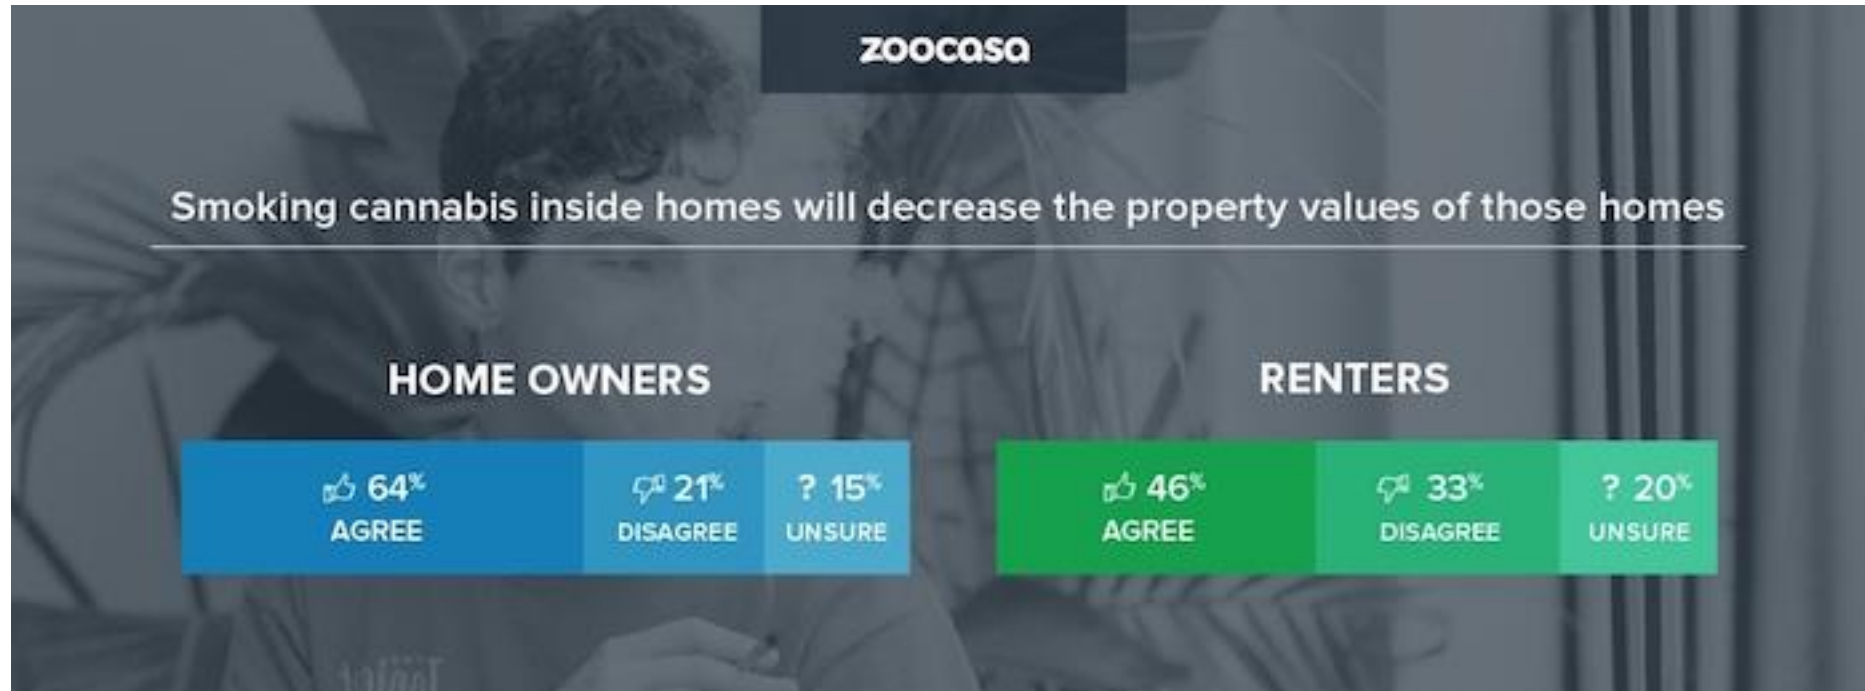 zoocasa
Smoking cannabis inside homes will decrease the property values of those homes
HOME OWNERS
64% AGREE
21% DISAGREE
? 15% UNSURE
RENTERS
46% AGREE
33% DISAGREE
? 20% UNSURE